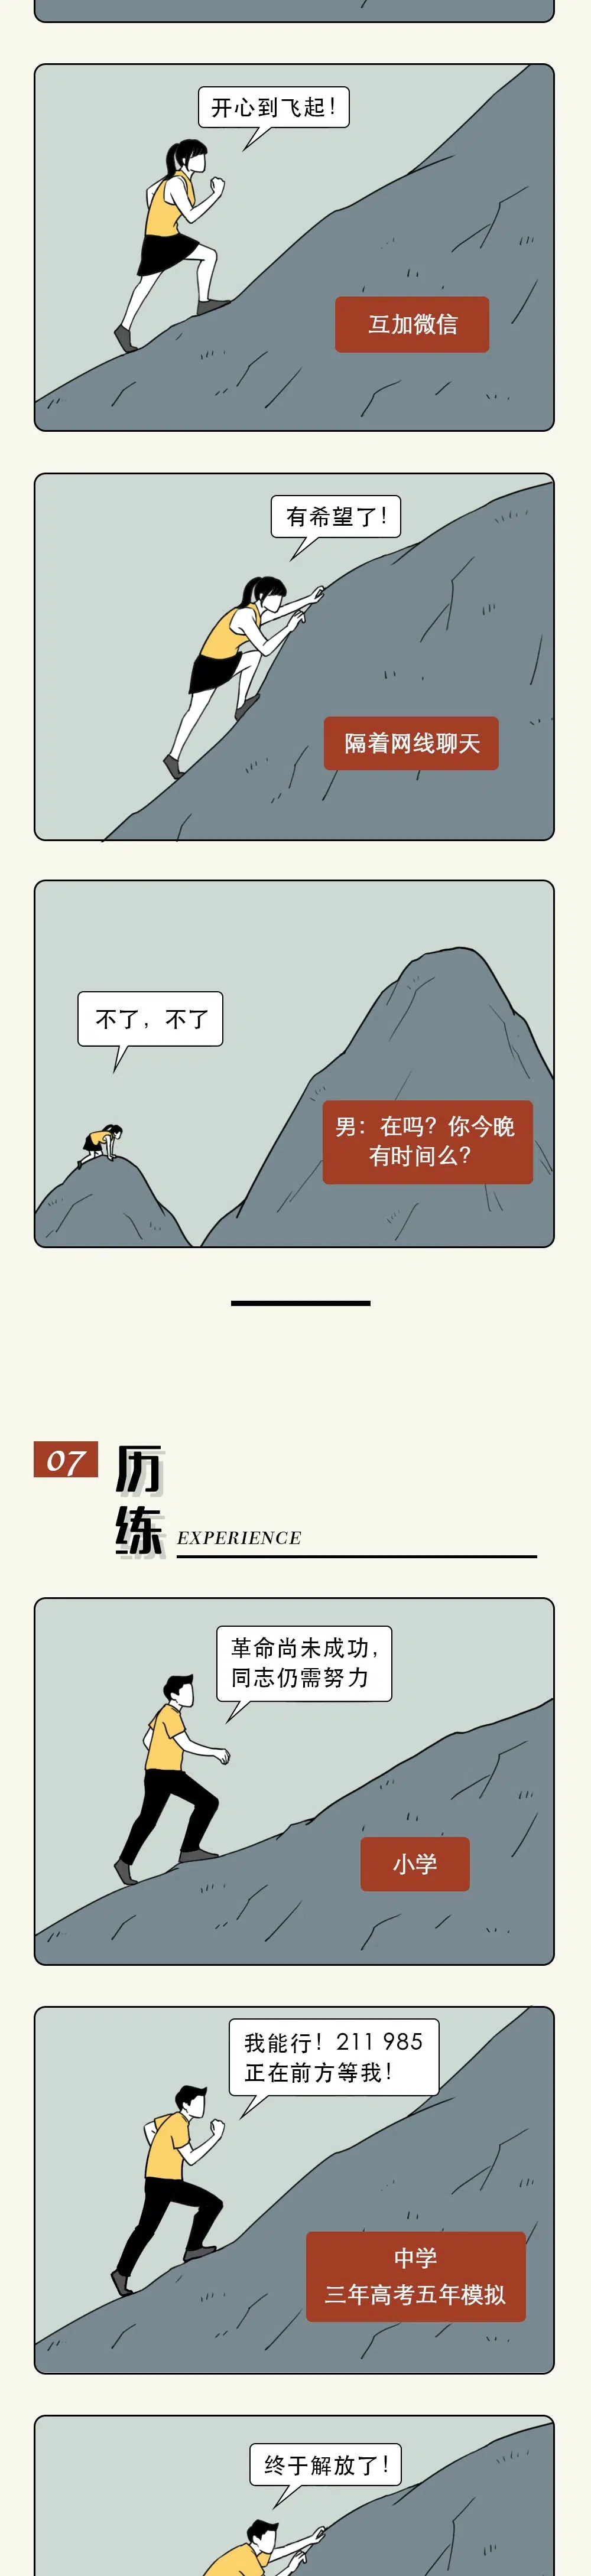 开心到飞起！
互加微信
有希望了！
隔着网线聊天
不了，不了
男：在吗？你今晚
有时间么？
07
历
练
EXPERIENCE
革命尚未成功，
同志仍需努力
小学
我能行！211 985
正在前方等我！
中学
三年高考五年模拟
终于解放了！